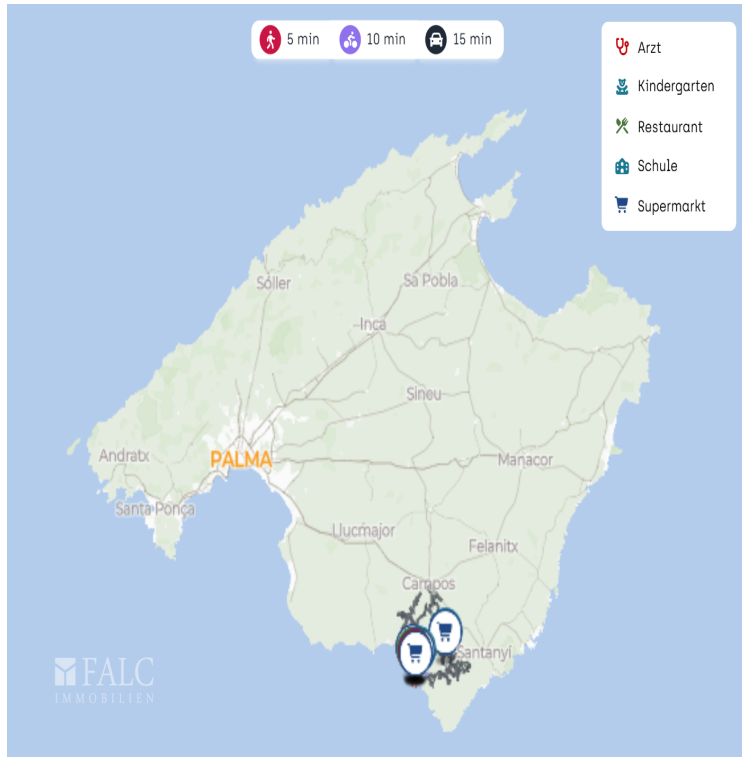 5 min 10 min 15 min
Arzt
Kindergarten
Restaurant
Schule
Supermarkt
Sóller
Sa Pobla
Inca
Sineu
Andratx
PALMA
Manacor
Santa Ponça
Llucmajor
Felanitx
Campos
Santanyí
FALC
IMMOBILIEN